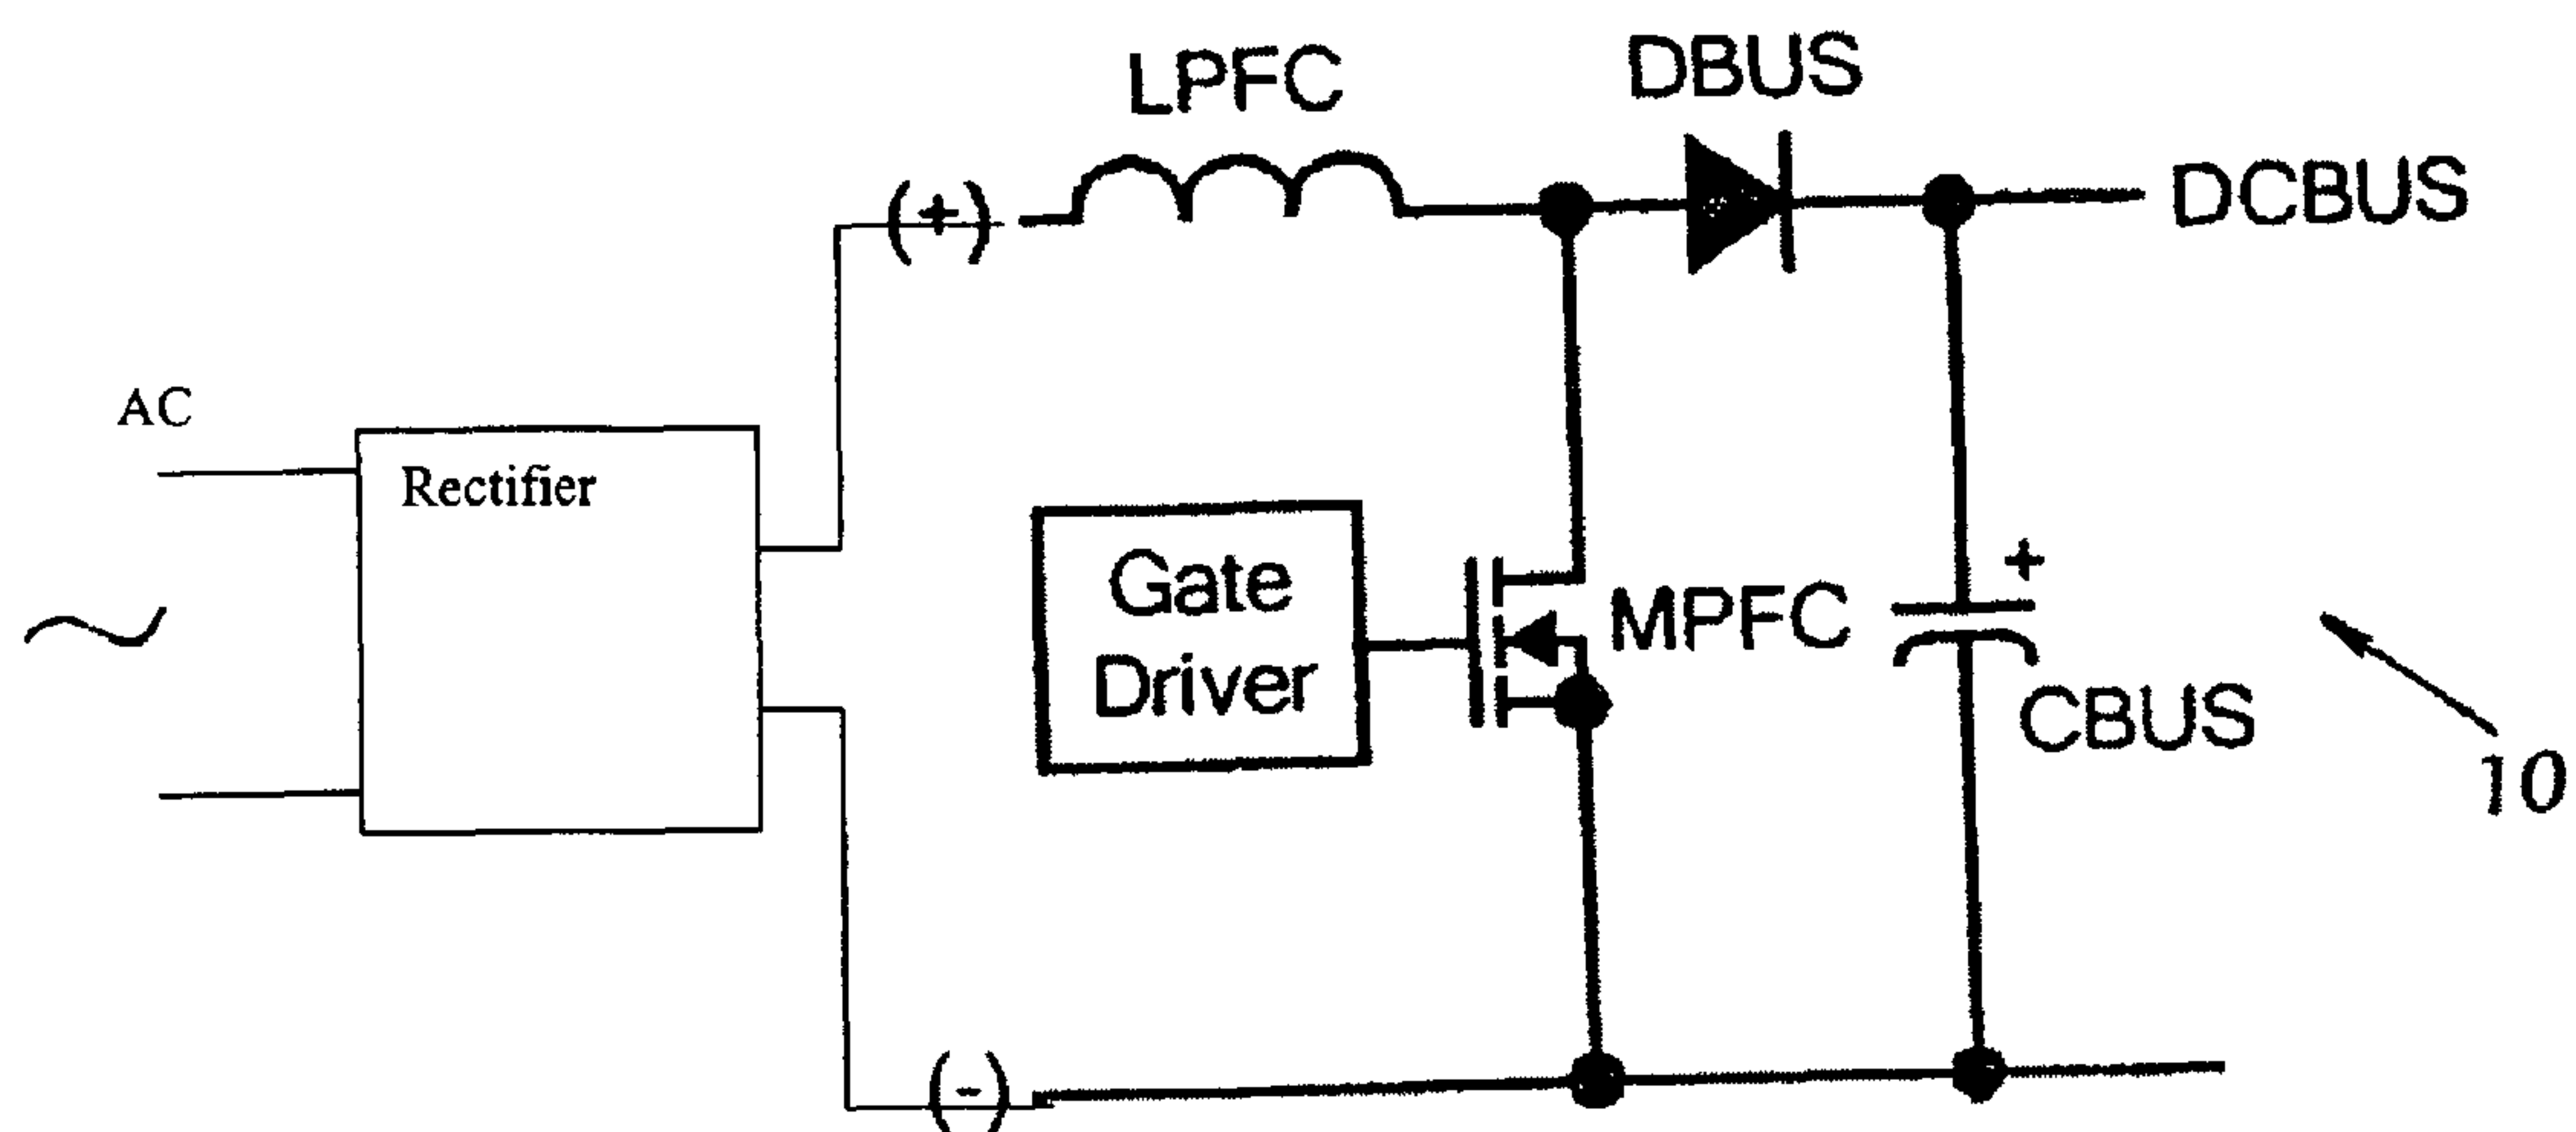 LPFC
DBUS
DCBUS
(+)
AC
Rectifier
Gate
Driver
MPFC
+
CBUS
10
(-)